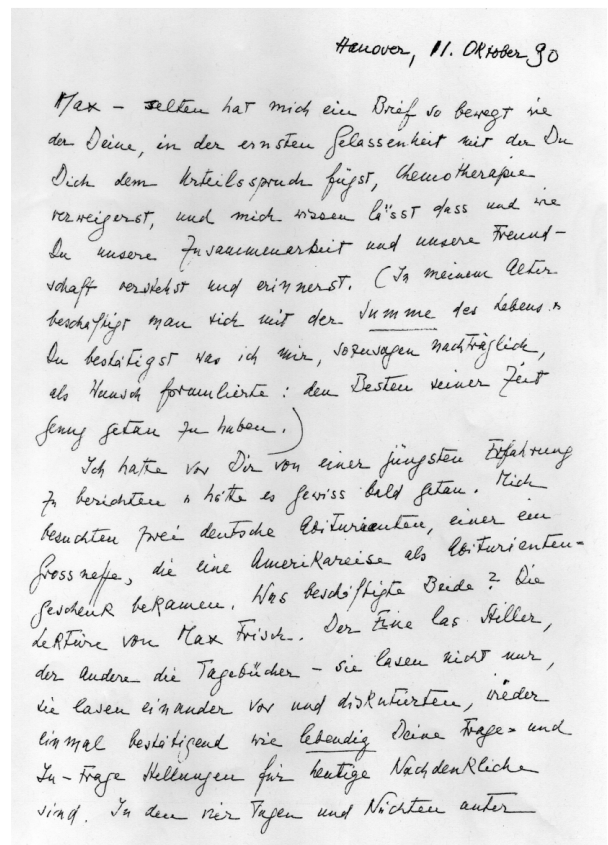 Hanover, 11. Oktober 90
Max – selten hat mich ein Brief so bewegt wie
der Deine, in der ernsten Gelassenheit mit der Du
Dich dem Urteilsspruch fügst, Chemotherapie
verweigerst, und mich wissen lässt dass und wie
Du unsere Zusammenarbeit und unsere Freund-
schaft verstehst und erinnerst. (In meinem Alter
beschäftigt man sich mit der Summe des Lebens.
Du bestätigst was ich mir, sozusagen nachträglich,
als Wunsch formulierte: den Besten seiner Zeit
genug getan zu haben.)
Ich hatte vor Dir von einer jüngsten Erfahrung
zu berichten u hätte es gewiss bald getan. Mich
besuchten zwei deutsche Abiturienten, einer ein
Grossneffe, die eine Amerikareise als Abiturienten-
geschenk bekamen. Was beschäftigte Beide? Die
Lektüre von Max Frisch. Der Eine las Stiller,
der andere die Tagebücher – sie lasen nicht nur,
sie lasen einander vor und diskutierten, wieder
einmal bestätigend wie lebendig Deine Frage- und
In-Frage Stellungen für heutige Nachdenkliche
sind. In den vier Tagen und Nächten unter